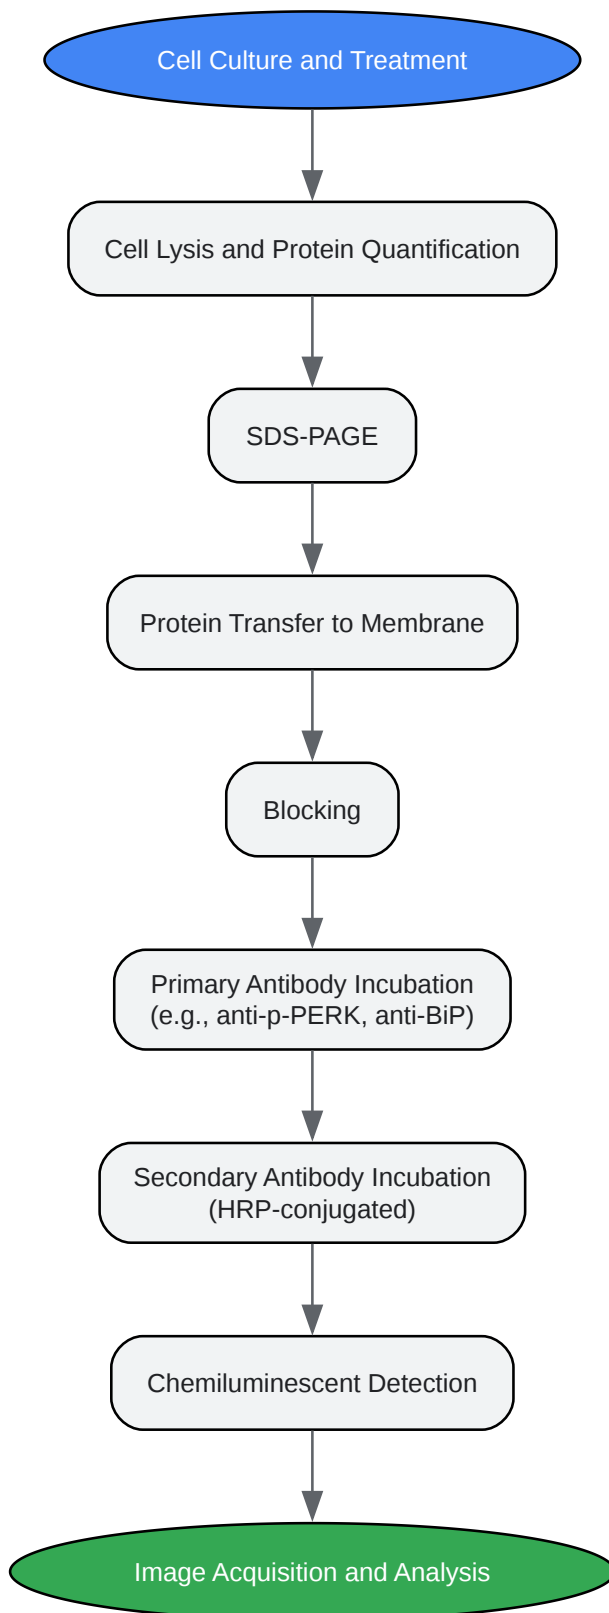 Cell Culture and Treatment
Cell Lysis and Protein Quantification
SDS-PAGE
Protein Transfer to Membrane
Blocking
Primary Antibody Incubation
(e.g., anti-p-PERK, anti-BiP)
Secondary Antibody Incubation
(HRP-conjugated)
Chemiluminescent Detection
Image Acquisition and Analysis